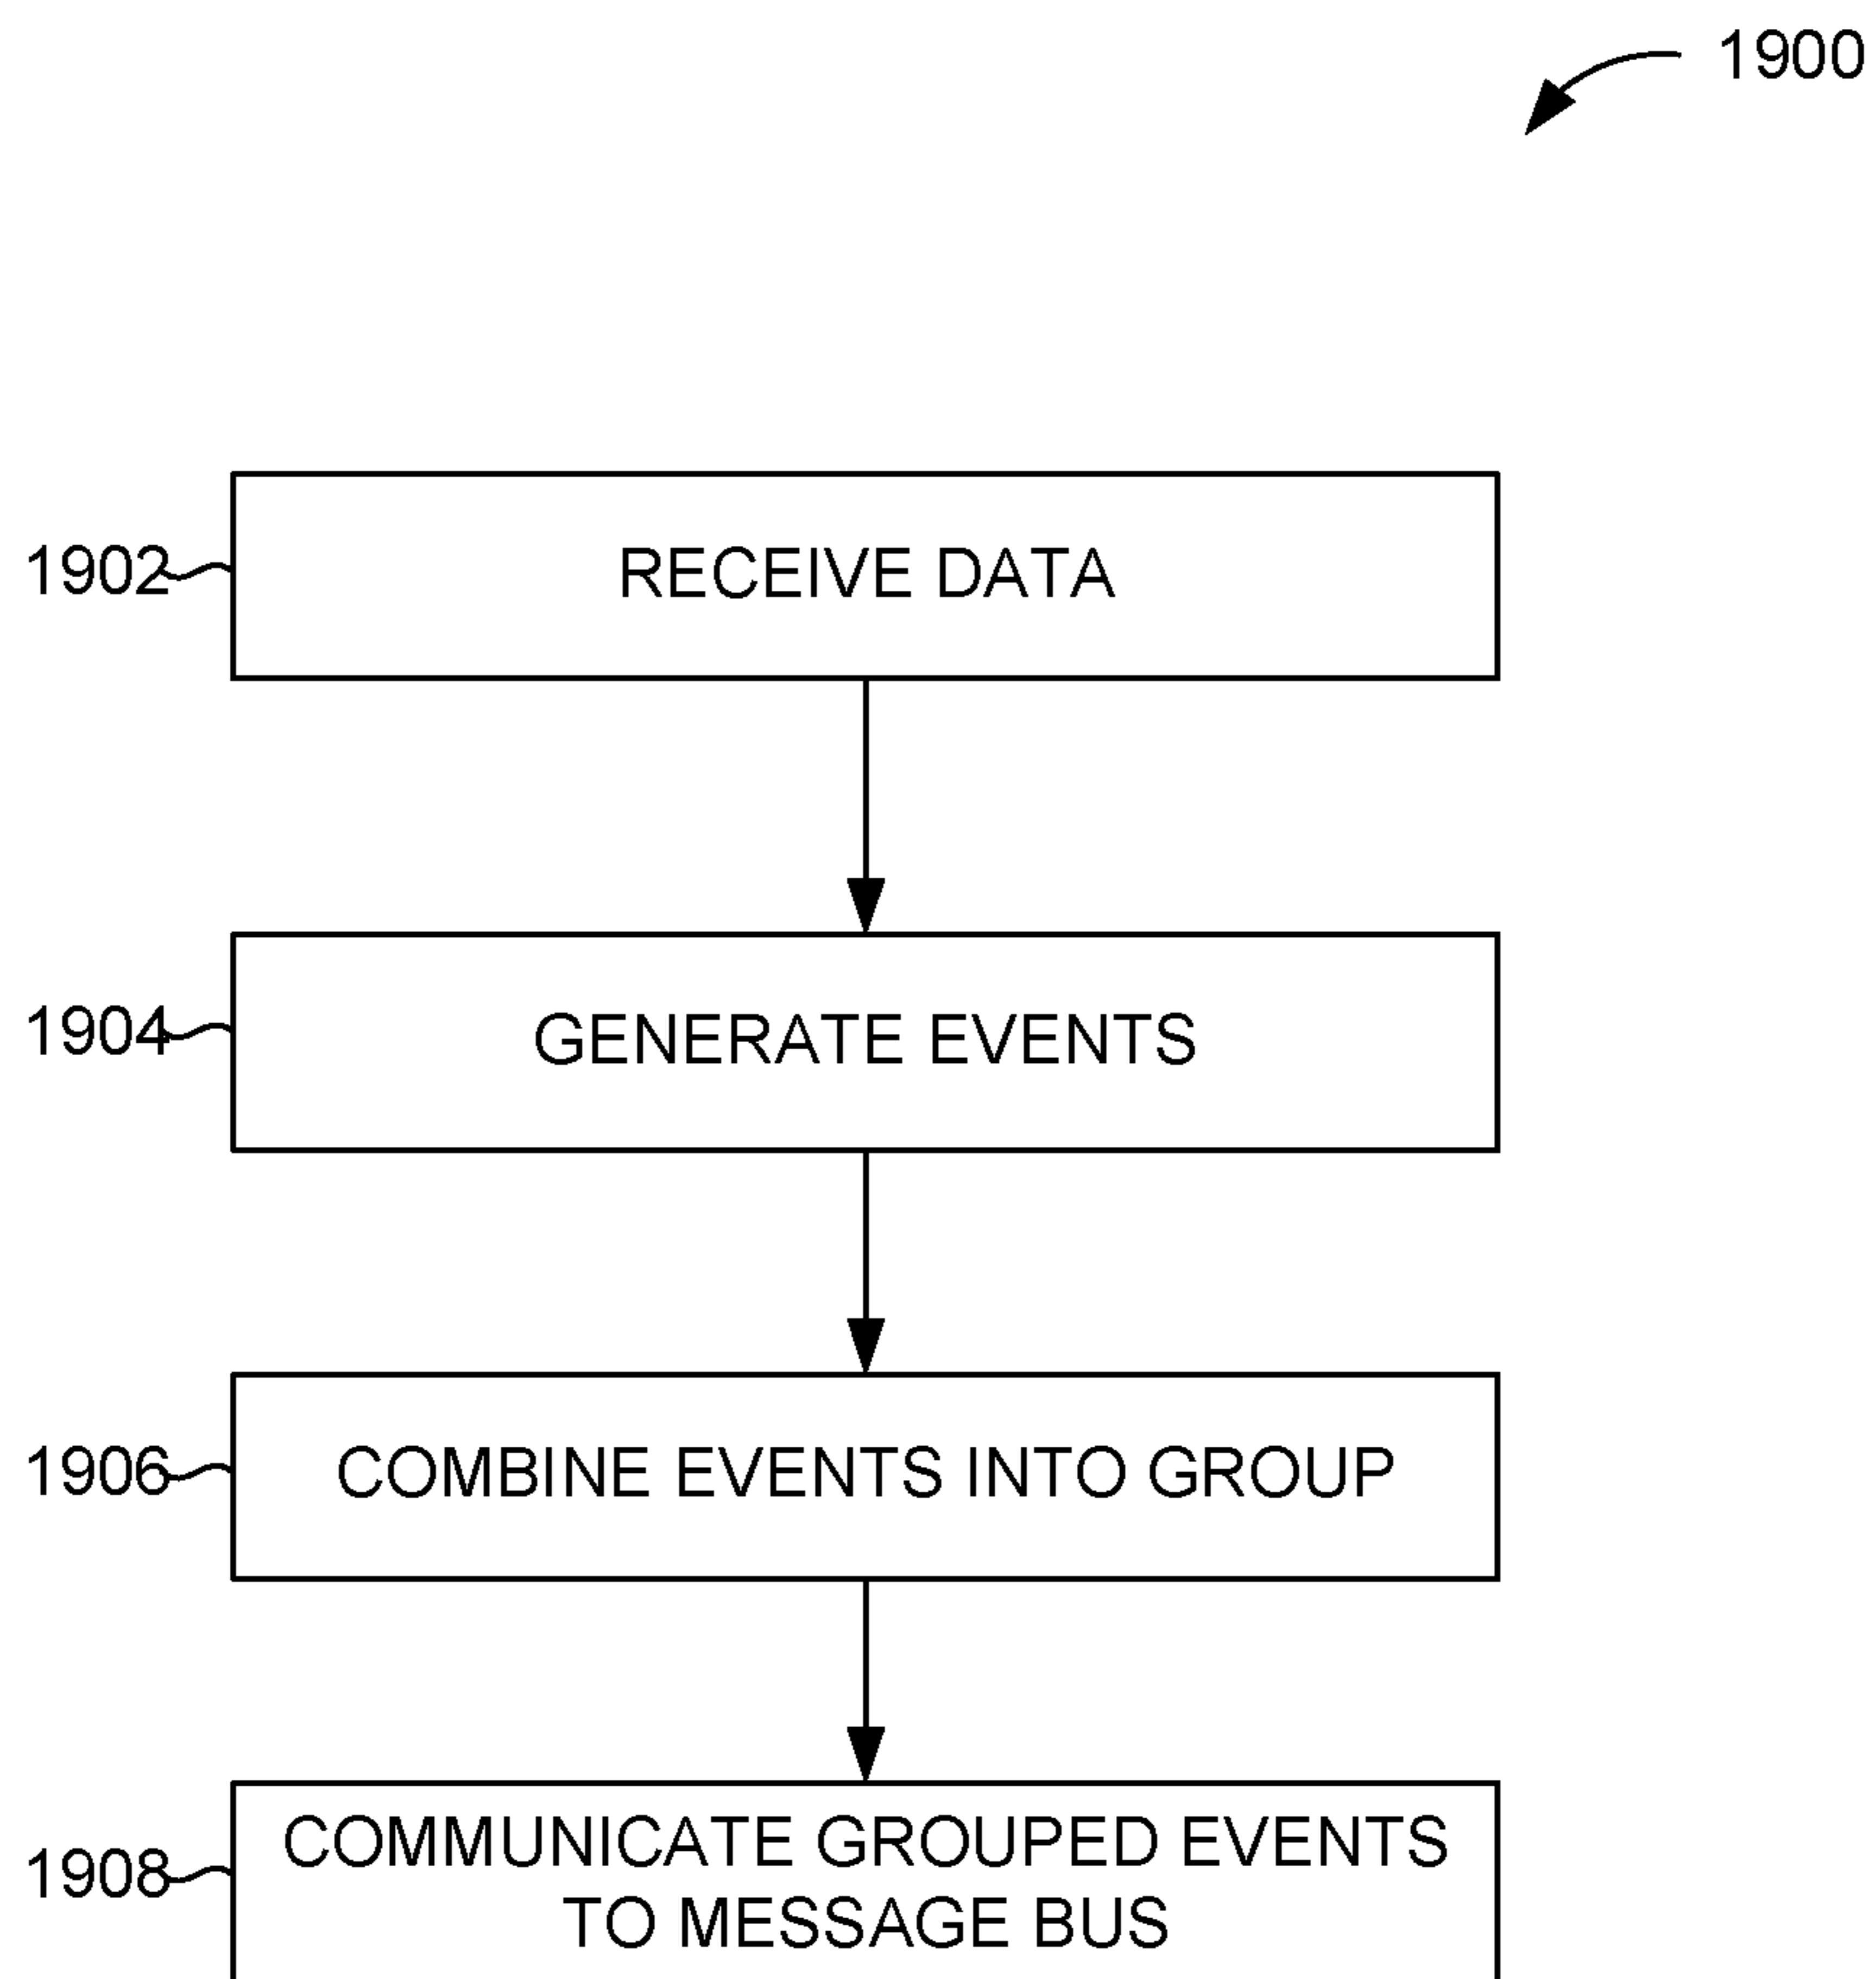 1900
1902 RECEIVE DATA
1904 GENERATE EVENTS
1906 COMBINE EVENTS INTO GROUP
1908 COMMUNICATE GROUPED EVENTS
TO MESSAGE BUS